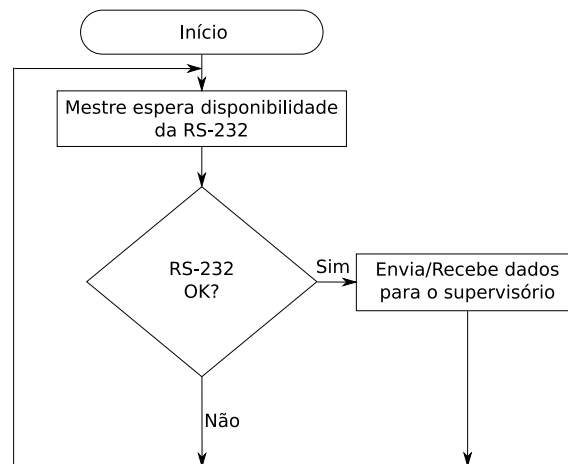 Início
Mestre espera disponibilidade
da RS-232
RS-232
OK?
Sim
Envia/Recebe dados
para o supervisório
Não